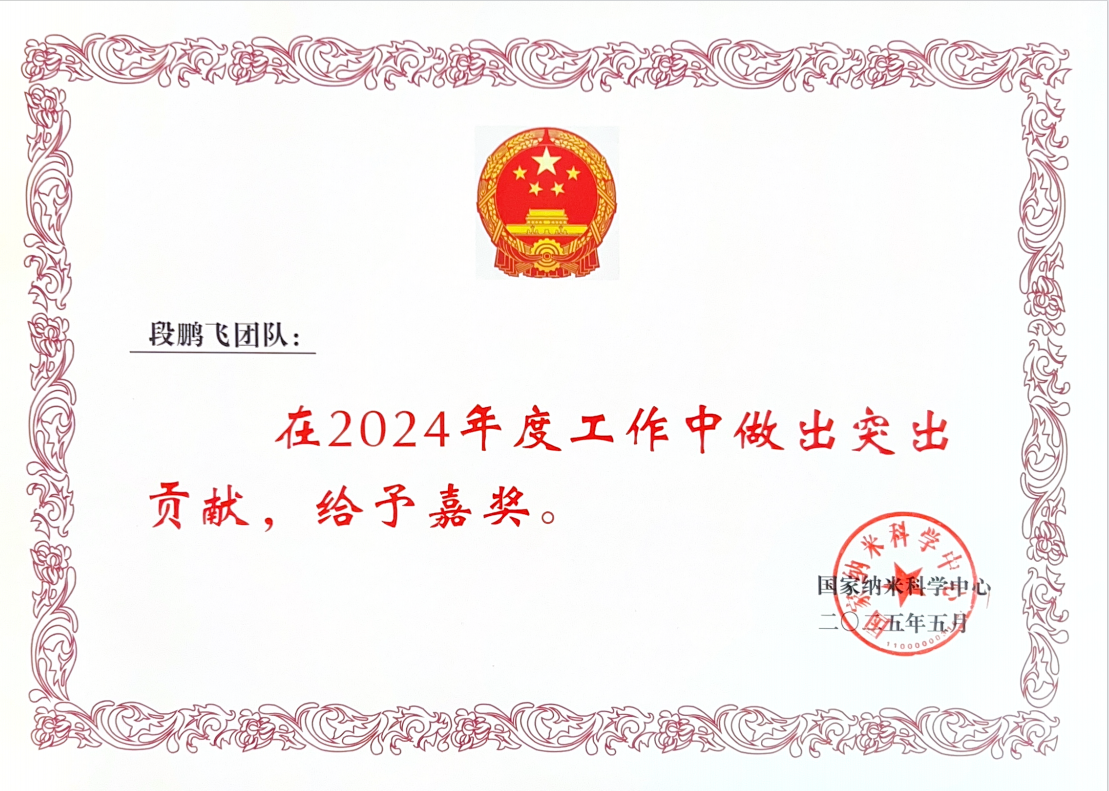 段鹏飞团队：
在2024年度工作中做出突出
贡献，给予嘉奖。
国家纳米科学中心
国家纳米科学中心
二〇二五年五月